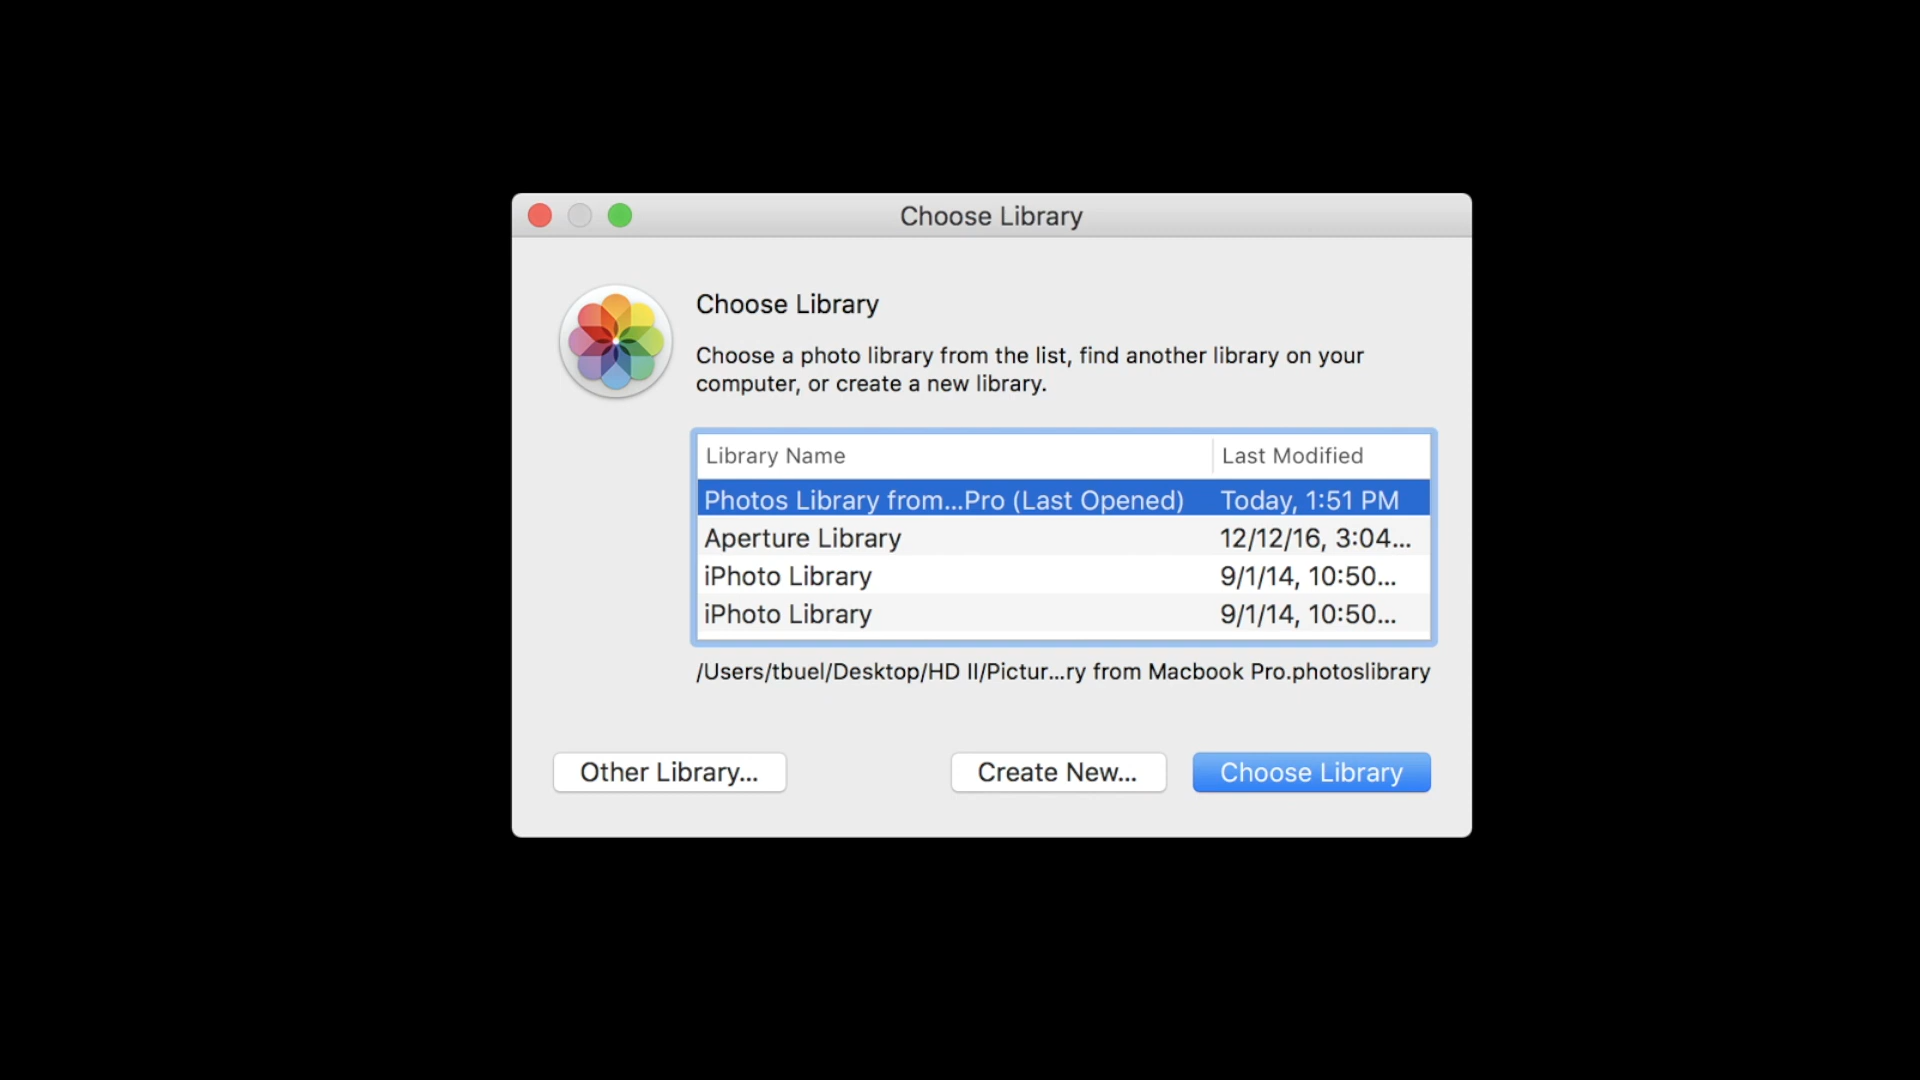 Choose Library
Choose Library
Choose a photo library from the list, find another library on your
computer, or create a new library.
Library Name Last Modified
Photos Library from...Pro (Last Opened) Today, 1:51 PM
Aperture Library 12/12/16, 3:04...
iPhoto Library 9/1/14, 10:50...
iPhoto Library 9/1/14, 10:50...
/Users/tbuel/Desktop/HD II/Pictur...ry from Macbook Pro.photoslibrary
Other Library... Create New... Choose Library